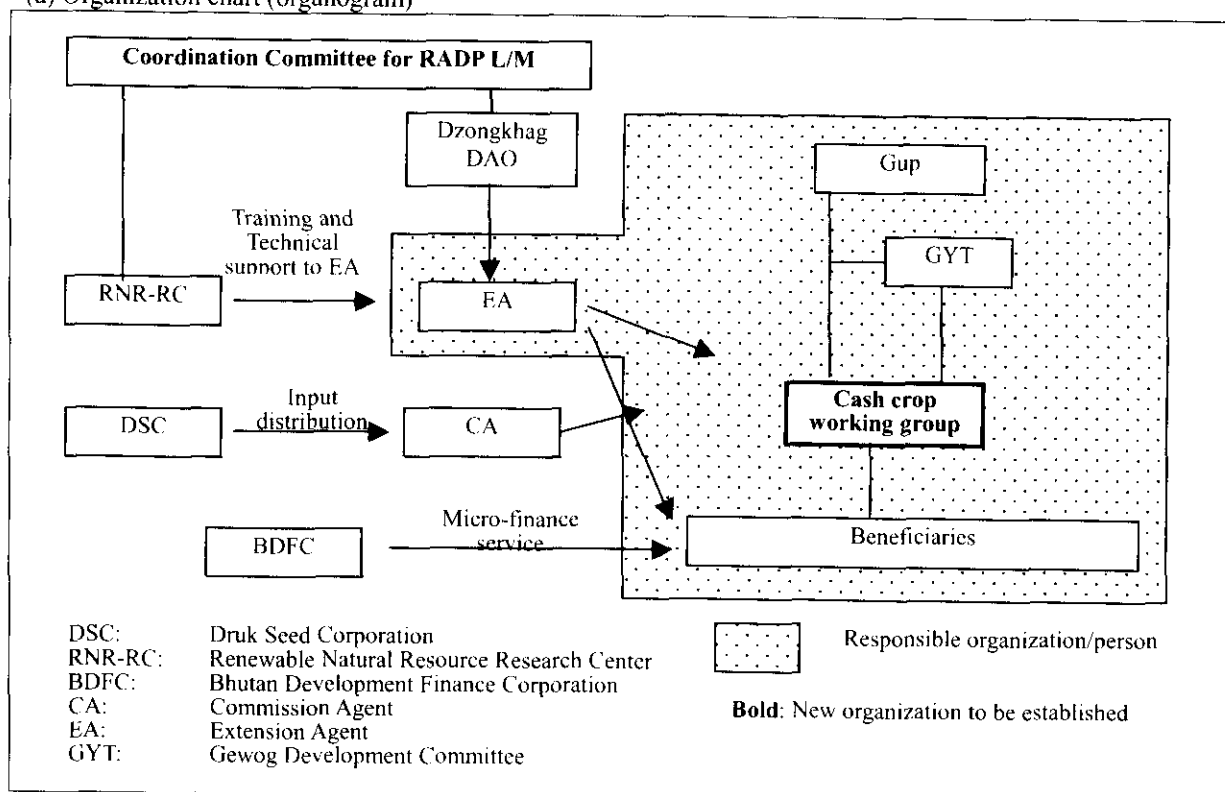 (a) Organization chart (organogram)
Coordination Committee for RADP L/M
Dzongkhag
DAO
Gup
Training and
Technical
support to EA
GYT
RNR-RC
EA
Cash crop
working group
Input
distribution
DSC
CA
Micro-finance
service
BDFC
Beneficiaries
DSC: Druk Seed Corporation
RNR-RC: Renewable Natural Resource Research Center
BDFC: Bhutan Development Finance Corporation
CA: Commission Agent
EA: Extension Agent
GYT: Gewog Development Committee
Responsible organization/person
Bold: New organization to be established